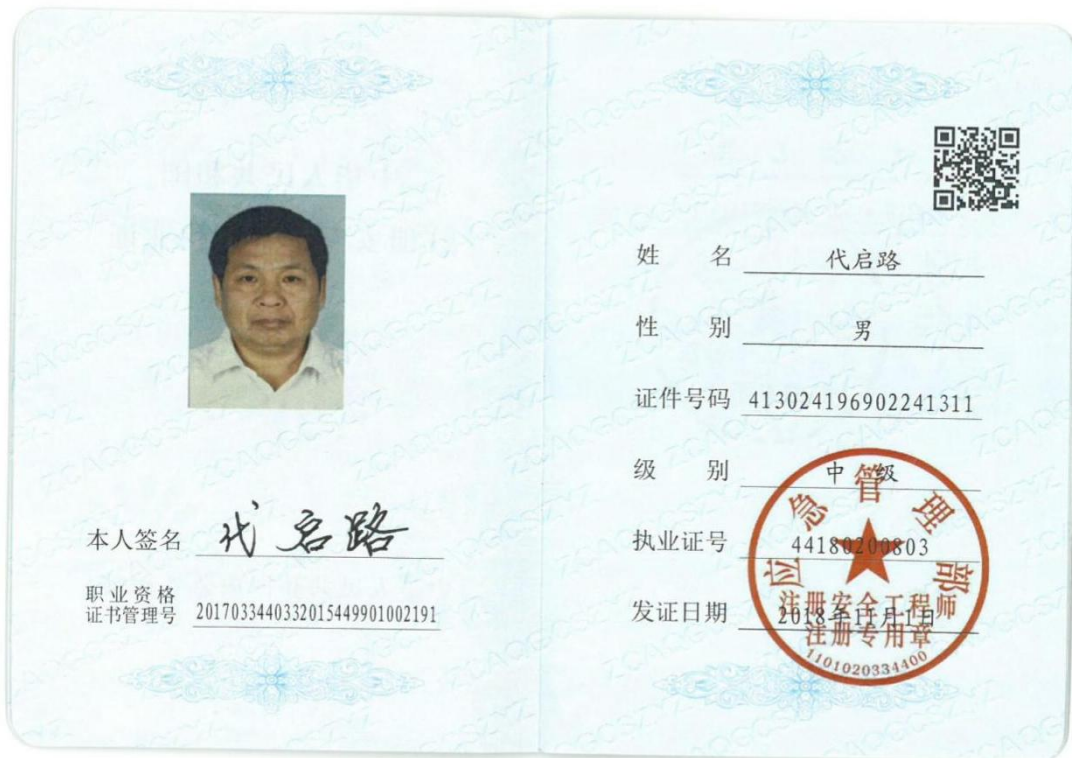 本人签名 代启路
职业资格
证书管理号 2017033440332015449901002191
姓名 代启路
性别 男
证件号码 413024196902241311
级别 中级
执业证号 44180200803
发证日期 2018年11月1日
应急管理部
注册安全工程师
注册专用章
1101020334400
ZCAQGCSZ